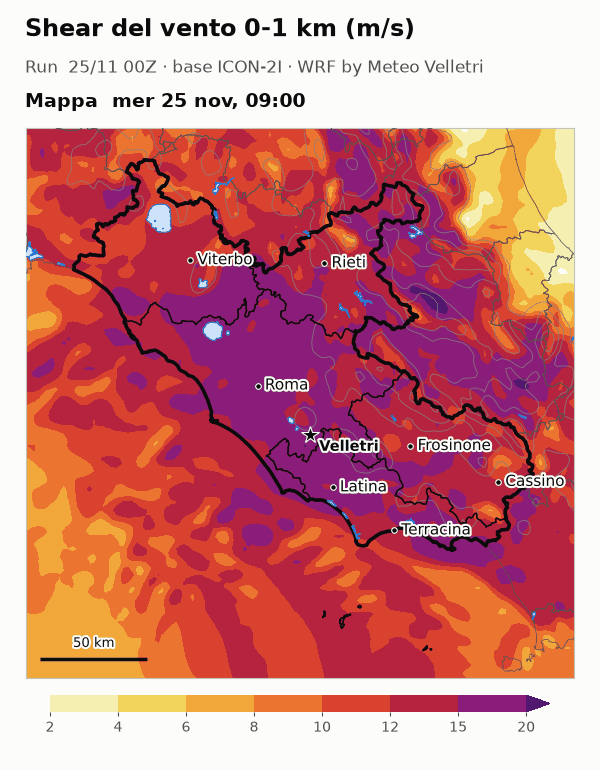 Shear del vento 0-1 km (m/s)
Run  25/11 00Z · base ICON-2I · WRF by Meteo Velletri
Mappa  mer 25 nov, 09:00
Viterbo
Rieti
Roma
Velletri
Frosinone
Latina
Cassino
Terracina
50 km
2 4 6 8 10 12 15 20